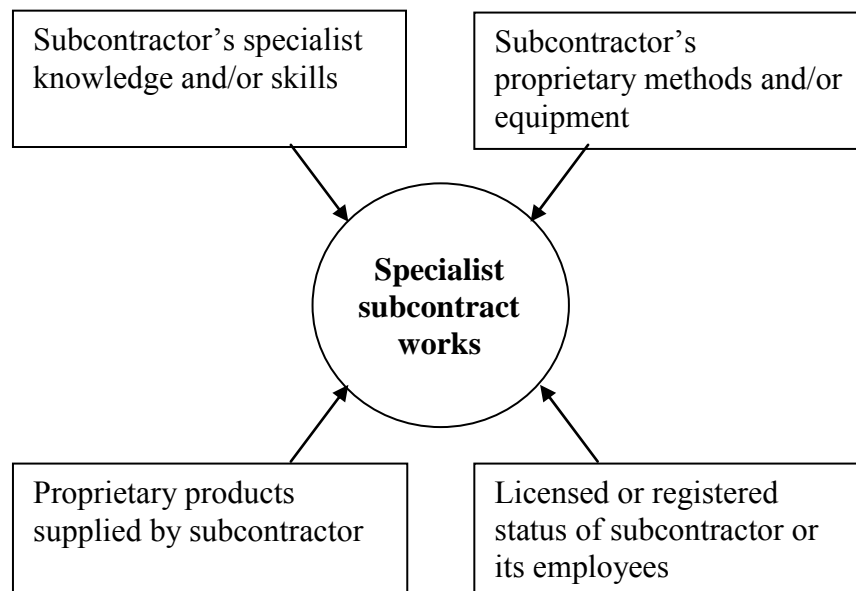 Subcontractor’s specialist
knowledge and/or skills
Subcontractor’s
proprietary methods and/or
equipment
Specialist
subcontract
works
Proprietary products
supplied by subcontractor
Licensed or registered
status of subcontractor or
its employees